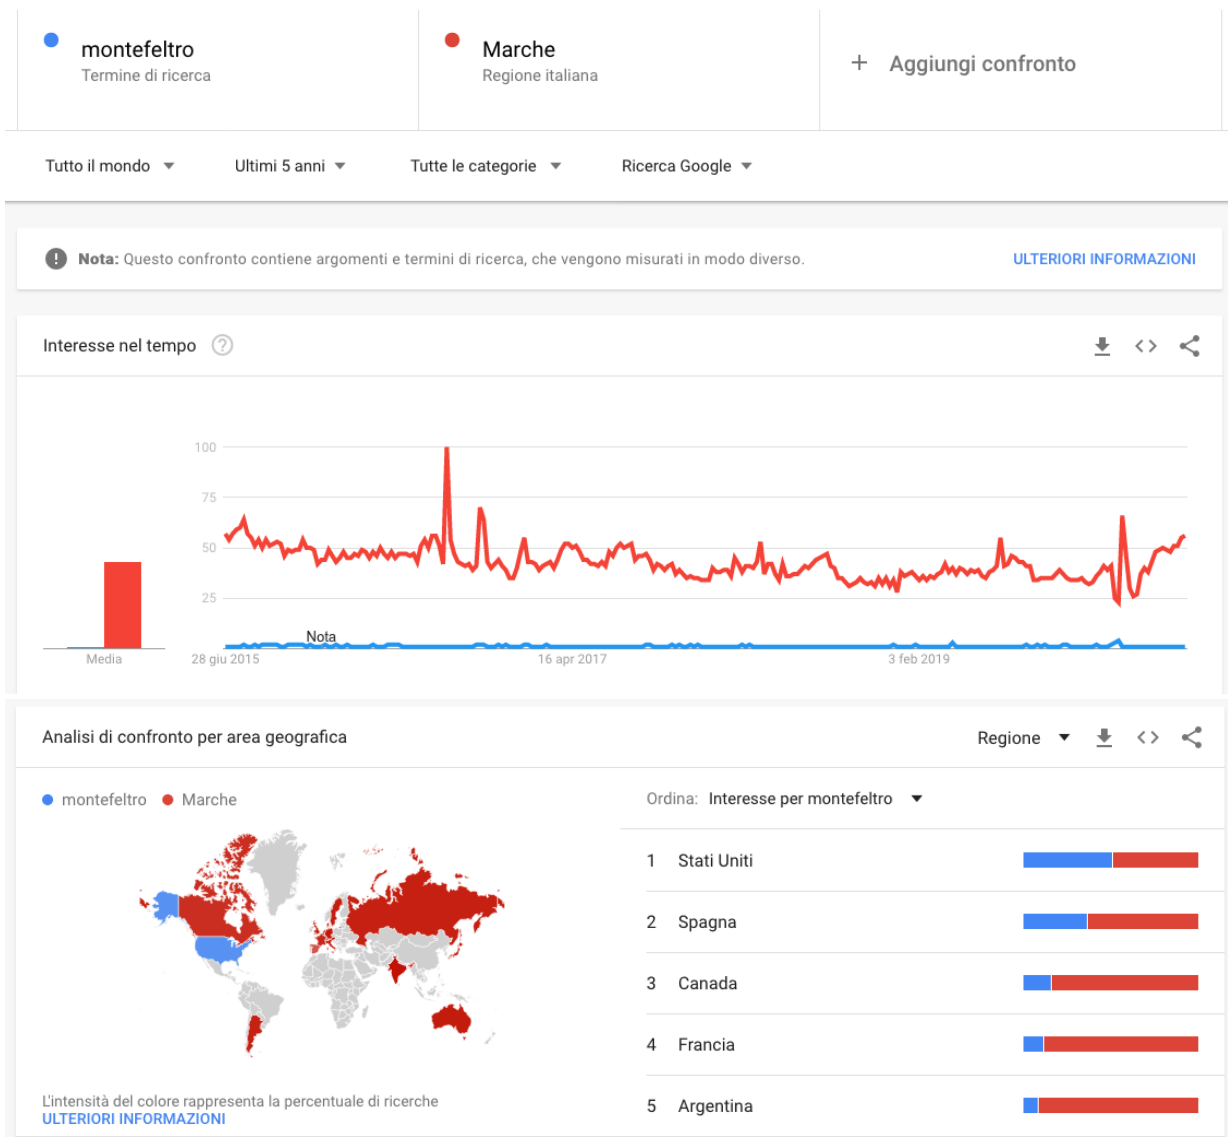 montefeltro
Termine di ricerca
Marche
Regione italiana
+ Aggiungi confronto
Tutto il mondo
Ultimi 5 anni
Tutte le categorie
Ricerca Google
Nota: Questo confronto contiene argomenti e termini di ricerca, che vengono misurati in modo diverso.
ULTERIORI INFORMAZIONI
Interesse nel tempo
100
75
50
25
Nota
Media
28 giu 2015
16 apr 2017
3 feb 2019
Analisi di confronto per area geografica
Regione
montefeltro
Marche
Ordina: Interesse per montefeltro
1 Stati Uniti
2 Spagna
3 Canada
4 Francia
5 Argentina
L'intensità del colore rappresenta la percentuale di ricerche
ULTERIORI INFORMAZIONI